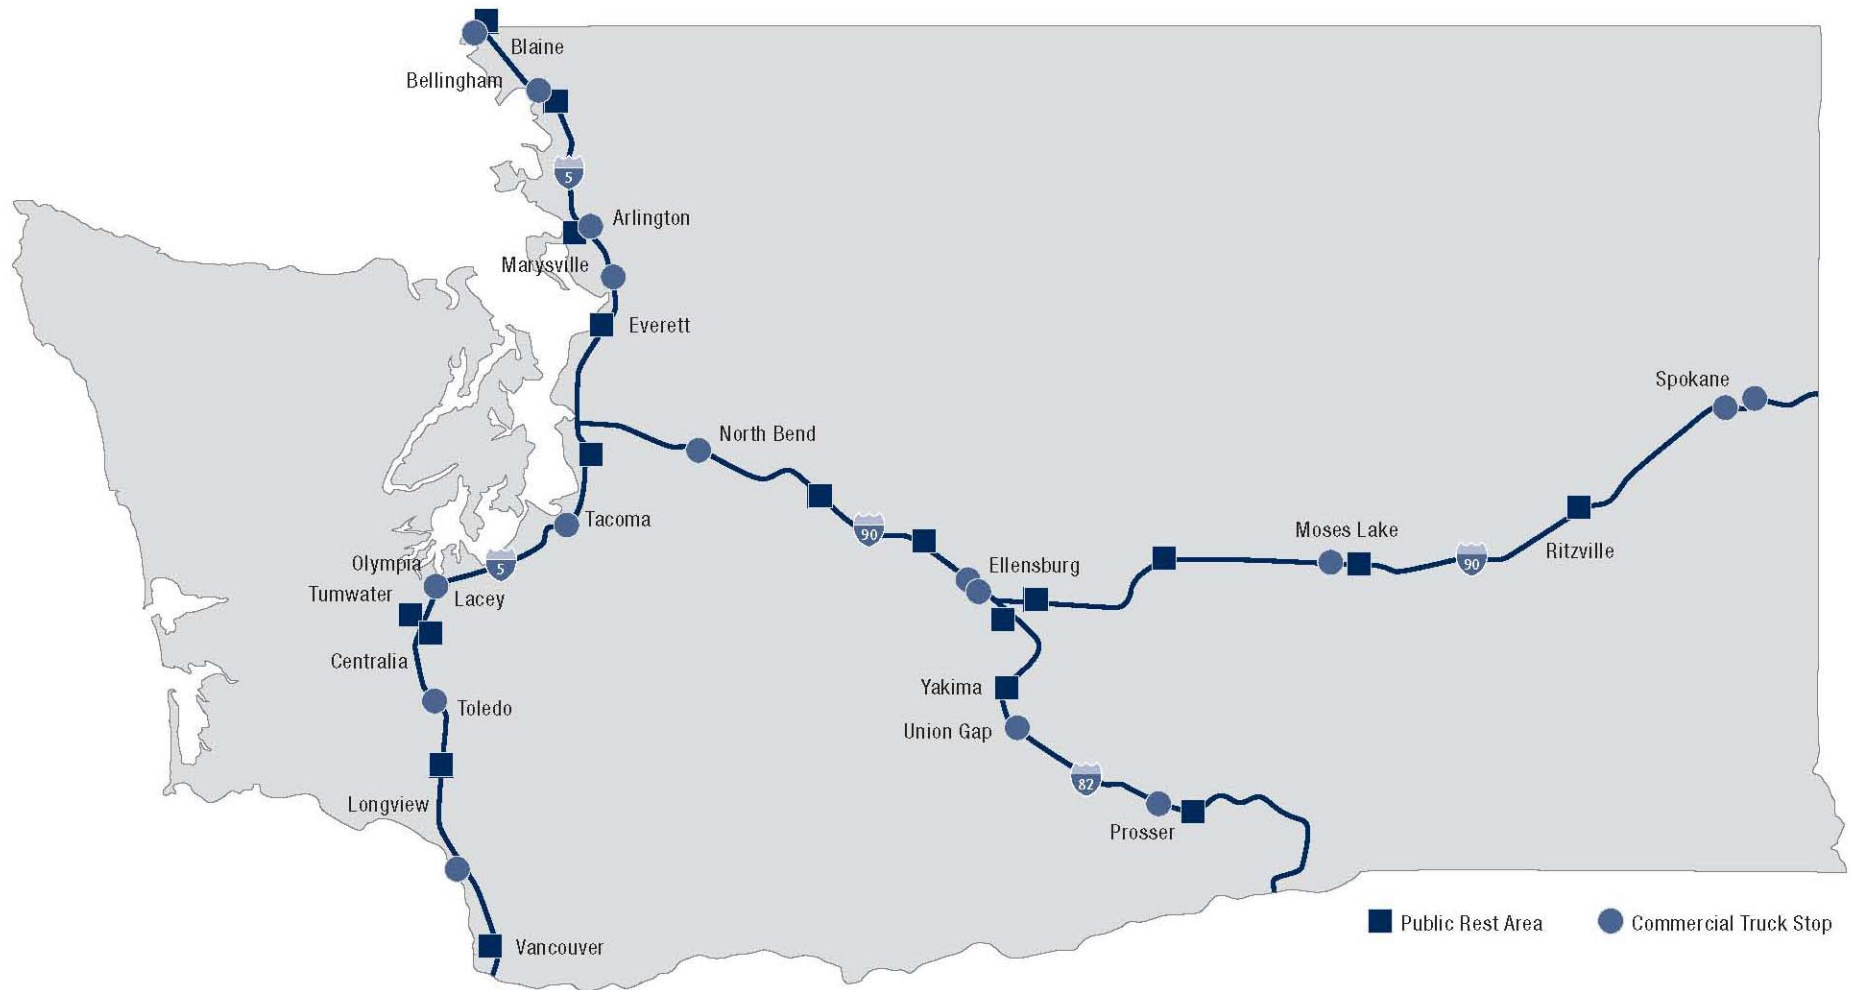 Blaine
Bellingham
5
Arlington
Marysville
Everett
Spokane
North Bend
Tacoma
90
Moses Lake
Ritzville
90
Olympia
5
Ellensburg
Tumwater
Lacey
Centralia
Yakima
Toledo
Union Gap
82
Longview
Prosser
Vancouver
Public Rest Area
Commercial Truck Stop